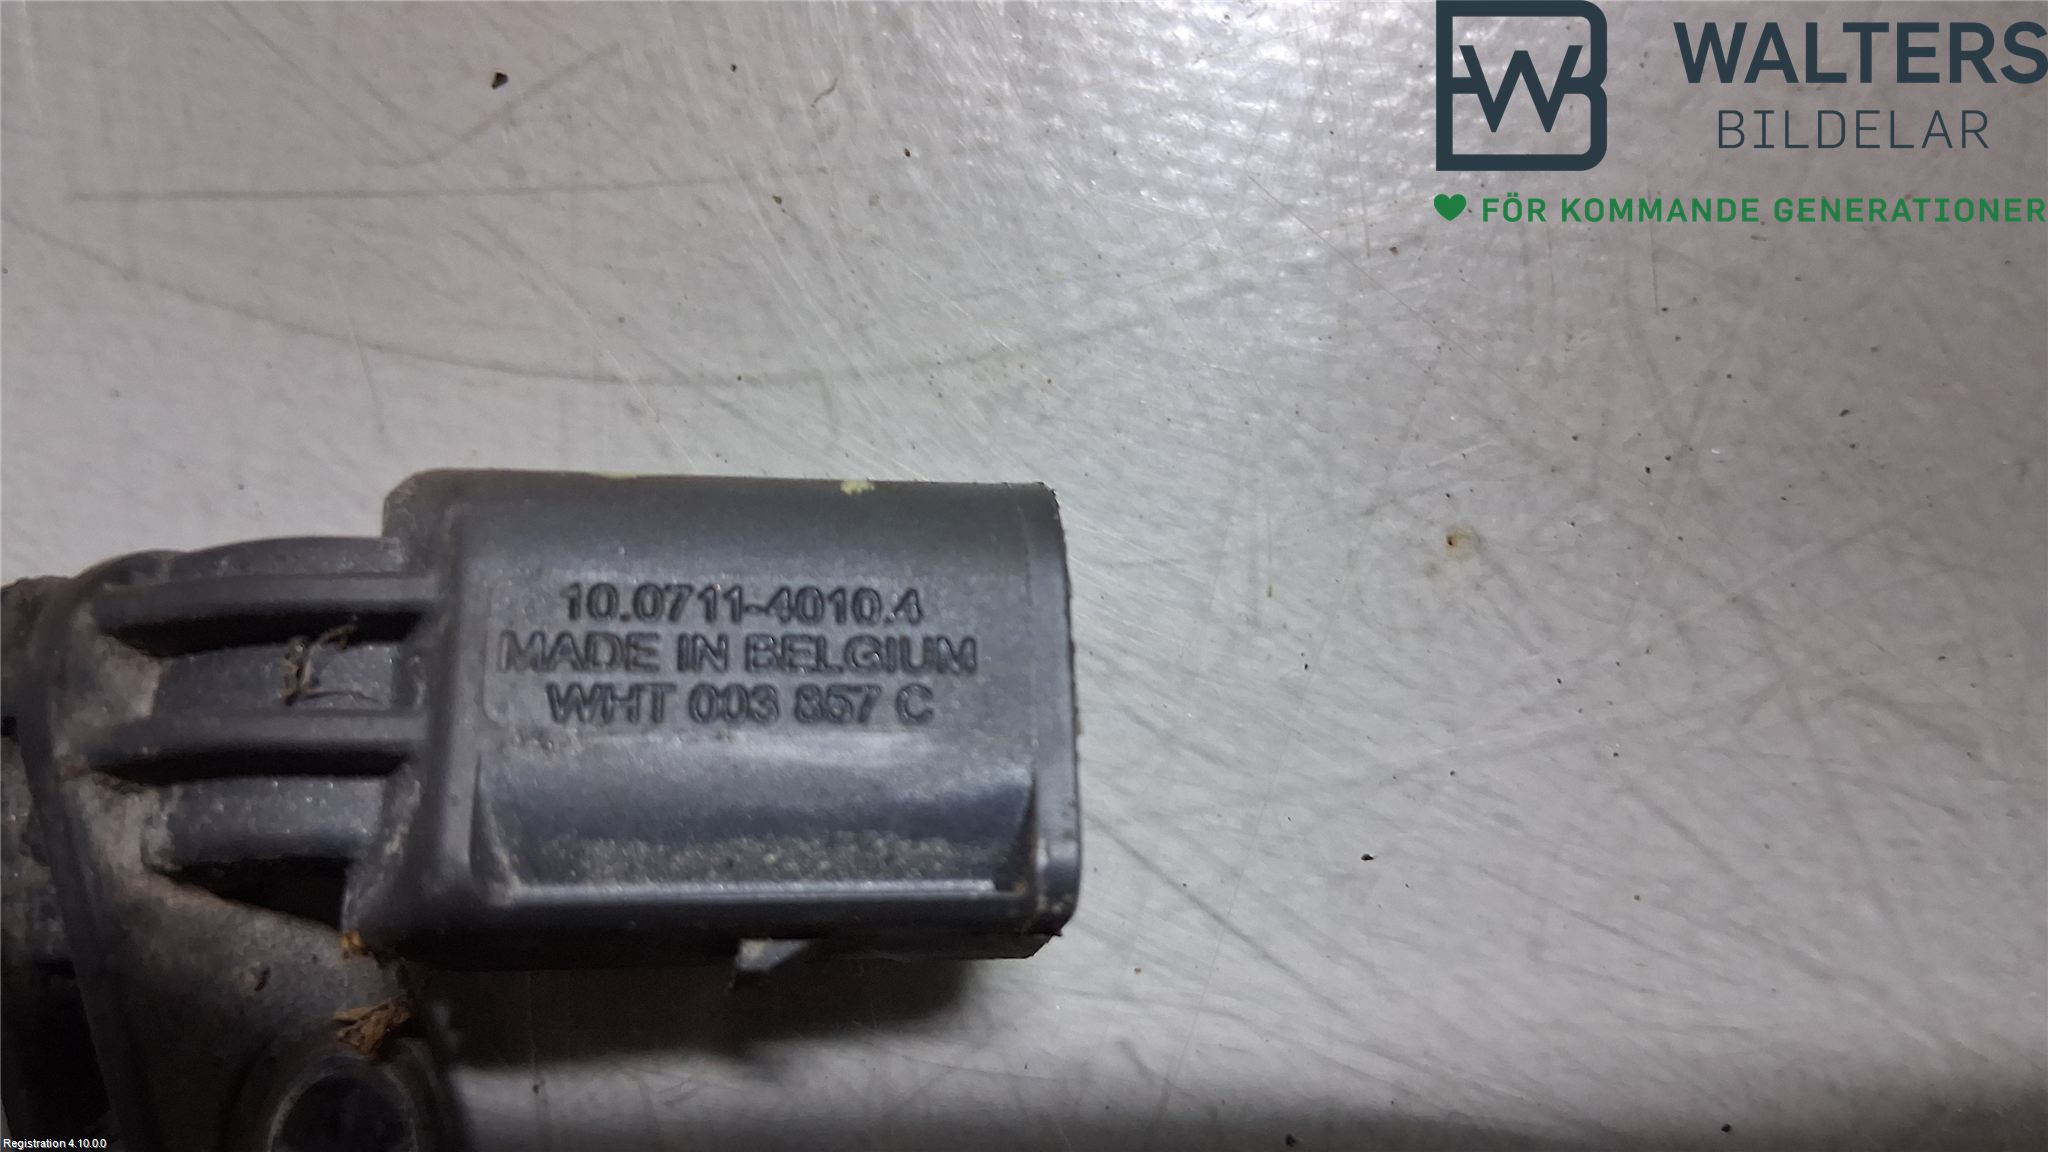 WALTERS
BILDELAR
FÖR KOMMANDE GENERATIONER
10.0711-4010.4
MADE IN BELGIUM
WHT 003 857 C
Registration 4.10.0.0